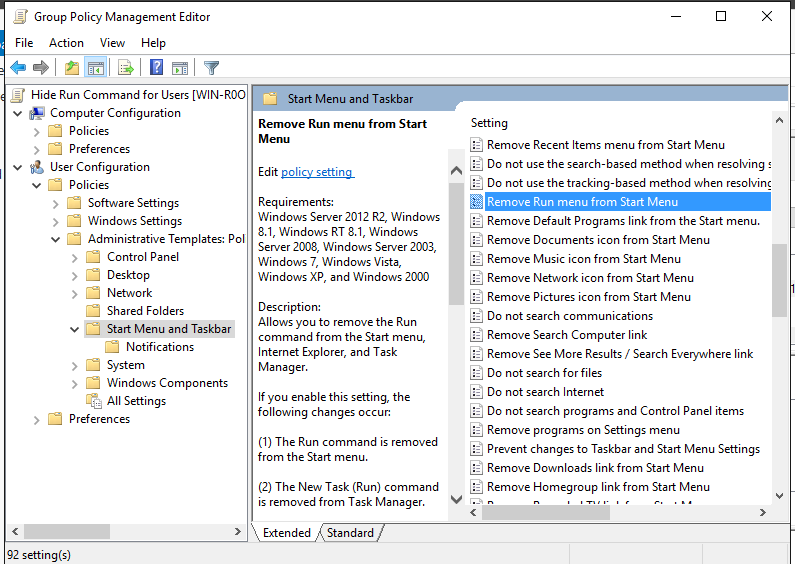 Group Policy Management Editor
File Action View Help
Hide Run Command for Users [WIN-R0O
Computer Configuration
Policies
Preferences
User Configuration
Policies
Software Settings
Windows Settings
Administrative Templates: Pol
Control Panel
Desktop
Network
Shared Folders
Start Menu and Taskbar
Notifications
System
Windows Components
All Settings
Preferences
Start Menu and Taskbar
Remove Run menu from Start
Menu
Edit policy setting
Requirements:
Windows Server 2012 R2, Windows
8.1, Windows RT 8.1, Windows
Server 2008, Windows Server 2003,
Windows 7, Windows Vista,
Windows XP, and Windows 2000
Description:
Allows you to remove the Run
command from the Start menu,
Internet Explorer, and Task
Manager.
If you enable this setting, the
following changes occur:
(1) The Run command is removed
from the Start menu.
(2) The New Task (Run) command
is removed from Task Manager.
Setting
Remove Recent Items menu from Start Menu
Do not use the search-based method when resolving s
Do not use the tracking-based method when resolving
Remove Run menu from Start Menu
Remove Default Programs link from the Start menu.
Remove Documents icon from Start Menu
Remove Music icon from Start Menu
Remove Network icon from Start Menu
Remove Pictures icon from Start Menu
Do not search communications
Remove Search Computer link
Remove See More Results / Search Everywhere link
Do not search for files
Do not search Internet
Do not search programs and Control Panel items
Remove programs on Settings menu
Prevent changes to Taskbar and Start Menu Settings
Remove Downloads link from Start Menu
Remove Homegroup link from Start Menu
Extended Standard
92 setting(s)